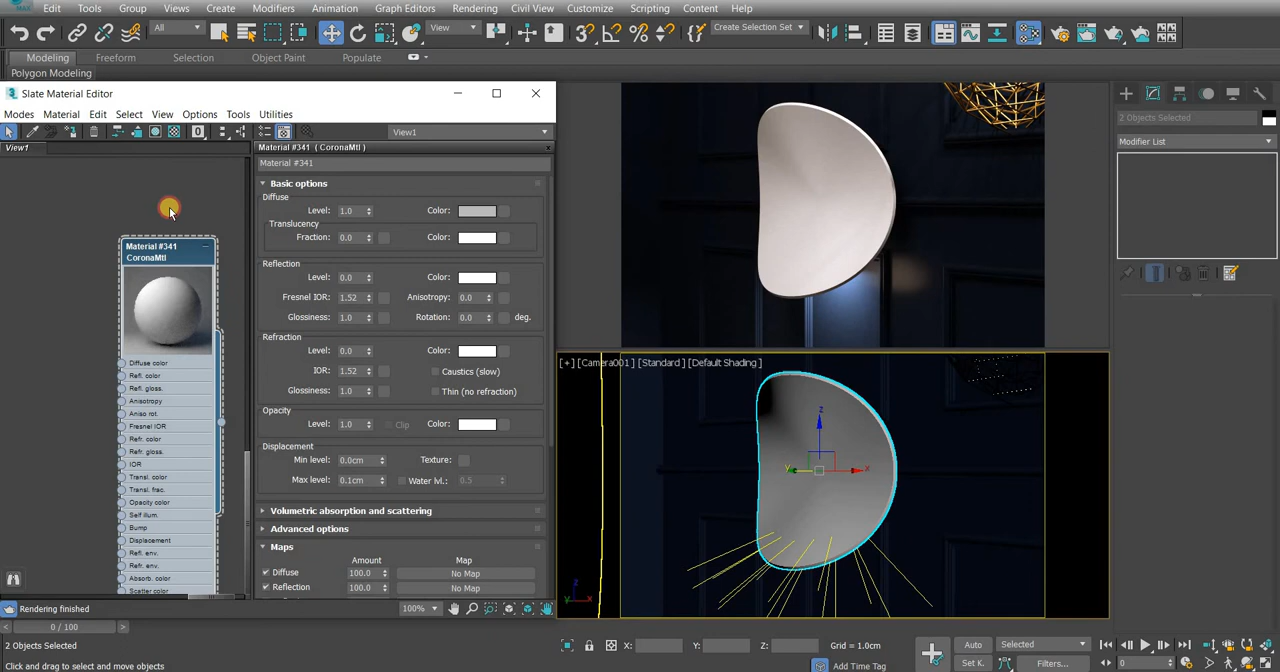 Edit Tools Group Views Create Modifiers Animation Graph Editors Rendering Civil View Customize Scripting Content Help
All View Create Selection Set
Modeling Freeform Selection Object Paint Populate
Polygon Modeling
Slate Material Editor
Modes Material Edit Select View Options Tools Utilities
View1
View1
Material #341 ( CoronaMtl )
Material #341
Basic options
Diffuse
Level: 1.0 Color:
Translucency
Fraction: 0.0 Color:
Reflection
Level: 0.0 Color:
Fresnel IOR: 1.52 Anisotropy: 0.0
Glossiness: 1.0 Rotation: 0.0 deg.
Refraction
Level: 0.0 Color:
IOR: 1.52 Caustics (slow)
Glossiness: 1.0 Thin (no refraction)
Opacity
Level: 1.0 Clip Color:
Displacement
Min level: 0.0cm Texture:
Max level: 0.1cm Water lvl.: 0.5
Volumetric absorption and scattering
Advanced options
Maps
Amount Map
Diffuse 100.0 No Map
Reflection 100.0 No Map
Material #341
CoronaMtl
Diffuse color
Refl. color
Refl. gloss.
Anisotropy
Aniso rot.
Fresnel IOR
Refr. color
Refr. gloss.
IOR
Transl. color
Transl. frac.
Opacity color
Self illum.
Bump
Displacement
Refl. env.
Refr. env.
Absorb. color
Scatter color
Rendering finished
100%
[+] [Camera001 ] [Standard ] [Default Shading ]
z
y x
z
x
2 Objects Selected
Modifier List
0 / 100
2 Objects Selected
X: Y: Z: Grid = 1.0cm
Auto Selected
Click and drag to select and move objects
Add Time Tag
Set K. Filters...
0